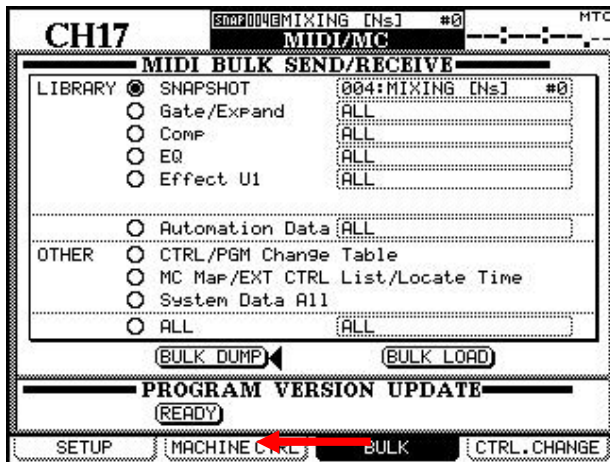 CH17
SNAP 004 MIXING [Ns] #0
MTC
MIDI/MC
--:--:--.--
MIDI BULK SEND/RECEIVE
LIBRARY SNAPSHOT 004:MIXING [Ns] #0
Gate/Expand ALL
Comp ALL
EQ ALL
Effect U1 ALL
Automation Data ALL
OTHER CTRL/PGM Change Table
MC Map/EXT CTRL List/Locate Time
System Data All
ALL ALL
BULK DUMP BULK LOAD
PROGRAM VERSION UPDATE
READY
SETUP MACHINE CTRL BULK CTRL.CHANGE